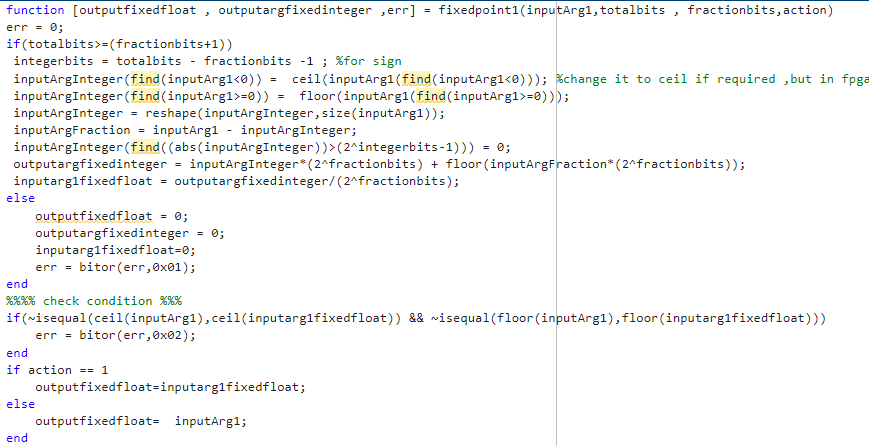 function [outputfixedfloat , outputargfixedinteger ,err] = fixedpoint1(inputArg1,totalbits , fractionbits,action)
err = 0;
if(totalbits>=(fractionbits+1))
integerbits = totalbits - fractionbits -1 ; %for sign
inputArgInteger(find(inputArg1<0)) =  ceil(inputArg1(find(inputArg1<0))); %change it to ceil if required ,but in fpga
inputArgInteger(find(inputArg1>=0)) =  floor(inputArg1(find(inputArg1>=0)));
inputArgInteger = reshape(inputArgInteger,size(inputArg1));
inputArgFraction = inputArg1 - inputArgInteger;
inputArgInteger(find((abs(inputArgInteger))>(2^integerbits-1))) = 0;
outputargfixedinteger = inputArgInteger*(2^fractionbits) + floor(inputArgFraction*(2^fractionbits));
inputarg1fixedfloat = outputargfixedinteger/(2^fractionbits);
else
outputfixedfloat = 0;
outputargfixedinteger = 0;
inputarg1fixedfloat=0;
err = bitor(err,0x01);
end
%%%% check condition %%%
if(~isequal(ceil(inputArg1),ceil(inputarg1fixedfloat)) && ~isequal(floor(inputArg1),floor(inputarg1fixedfloat)))
err = bitor(err,0x02);
end
if action == 1
outputfixedfloat=inputarg1fixedfloat;
else
outputfixedfloat=  inputArg1;
end